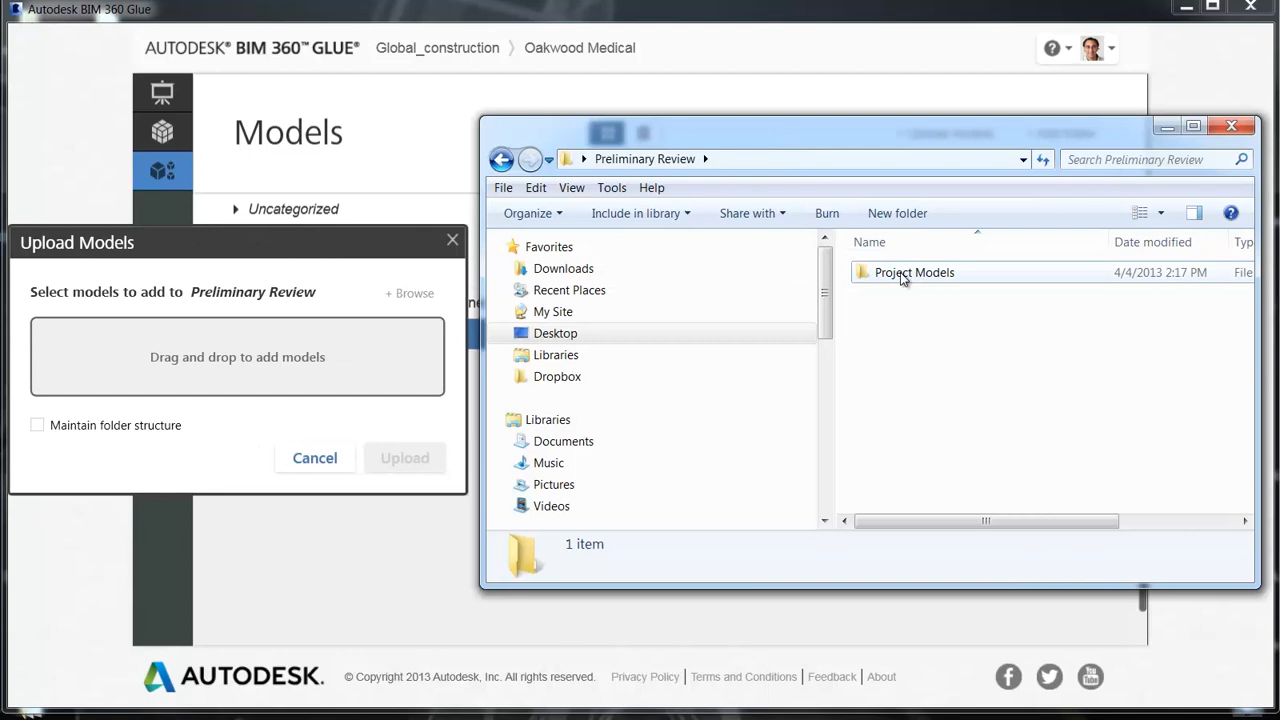 Autodesk BIM 360 Glue
AUTODESK® BIM 360™ GLUE® Global_construction 〉 Oakwood Medical
Models
Uncategorized
Upload Models
Select models to add to Preliminary Review
+ Browse
Drag and drop to add models
Maintain folder structure
Cancel Upload
Preliminary Review
Search Preliminary Review
File Edit View Tools Help
Organize Include in library Share with Burn New folder
Favorites
Downloads
Recent Places
My Site
Desktop
Libraries
Dropbox
Libraries
Documents
Music
Pictures
Videos
Name Date modified Typ
Project Models 4/4/2013 2:17 PM File
1 item
AUTODESK. © Copyright 2013 Autodesk, Inc. All rights reserved. Privacy Policy | Terms and Conditions | Feedback | About